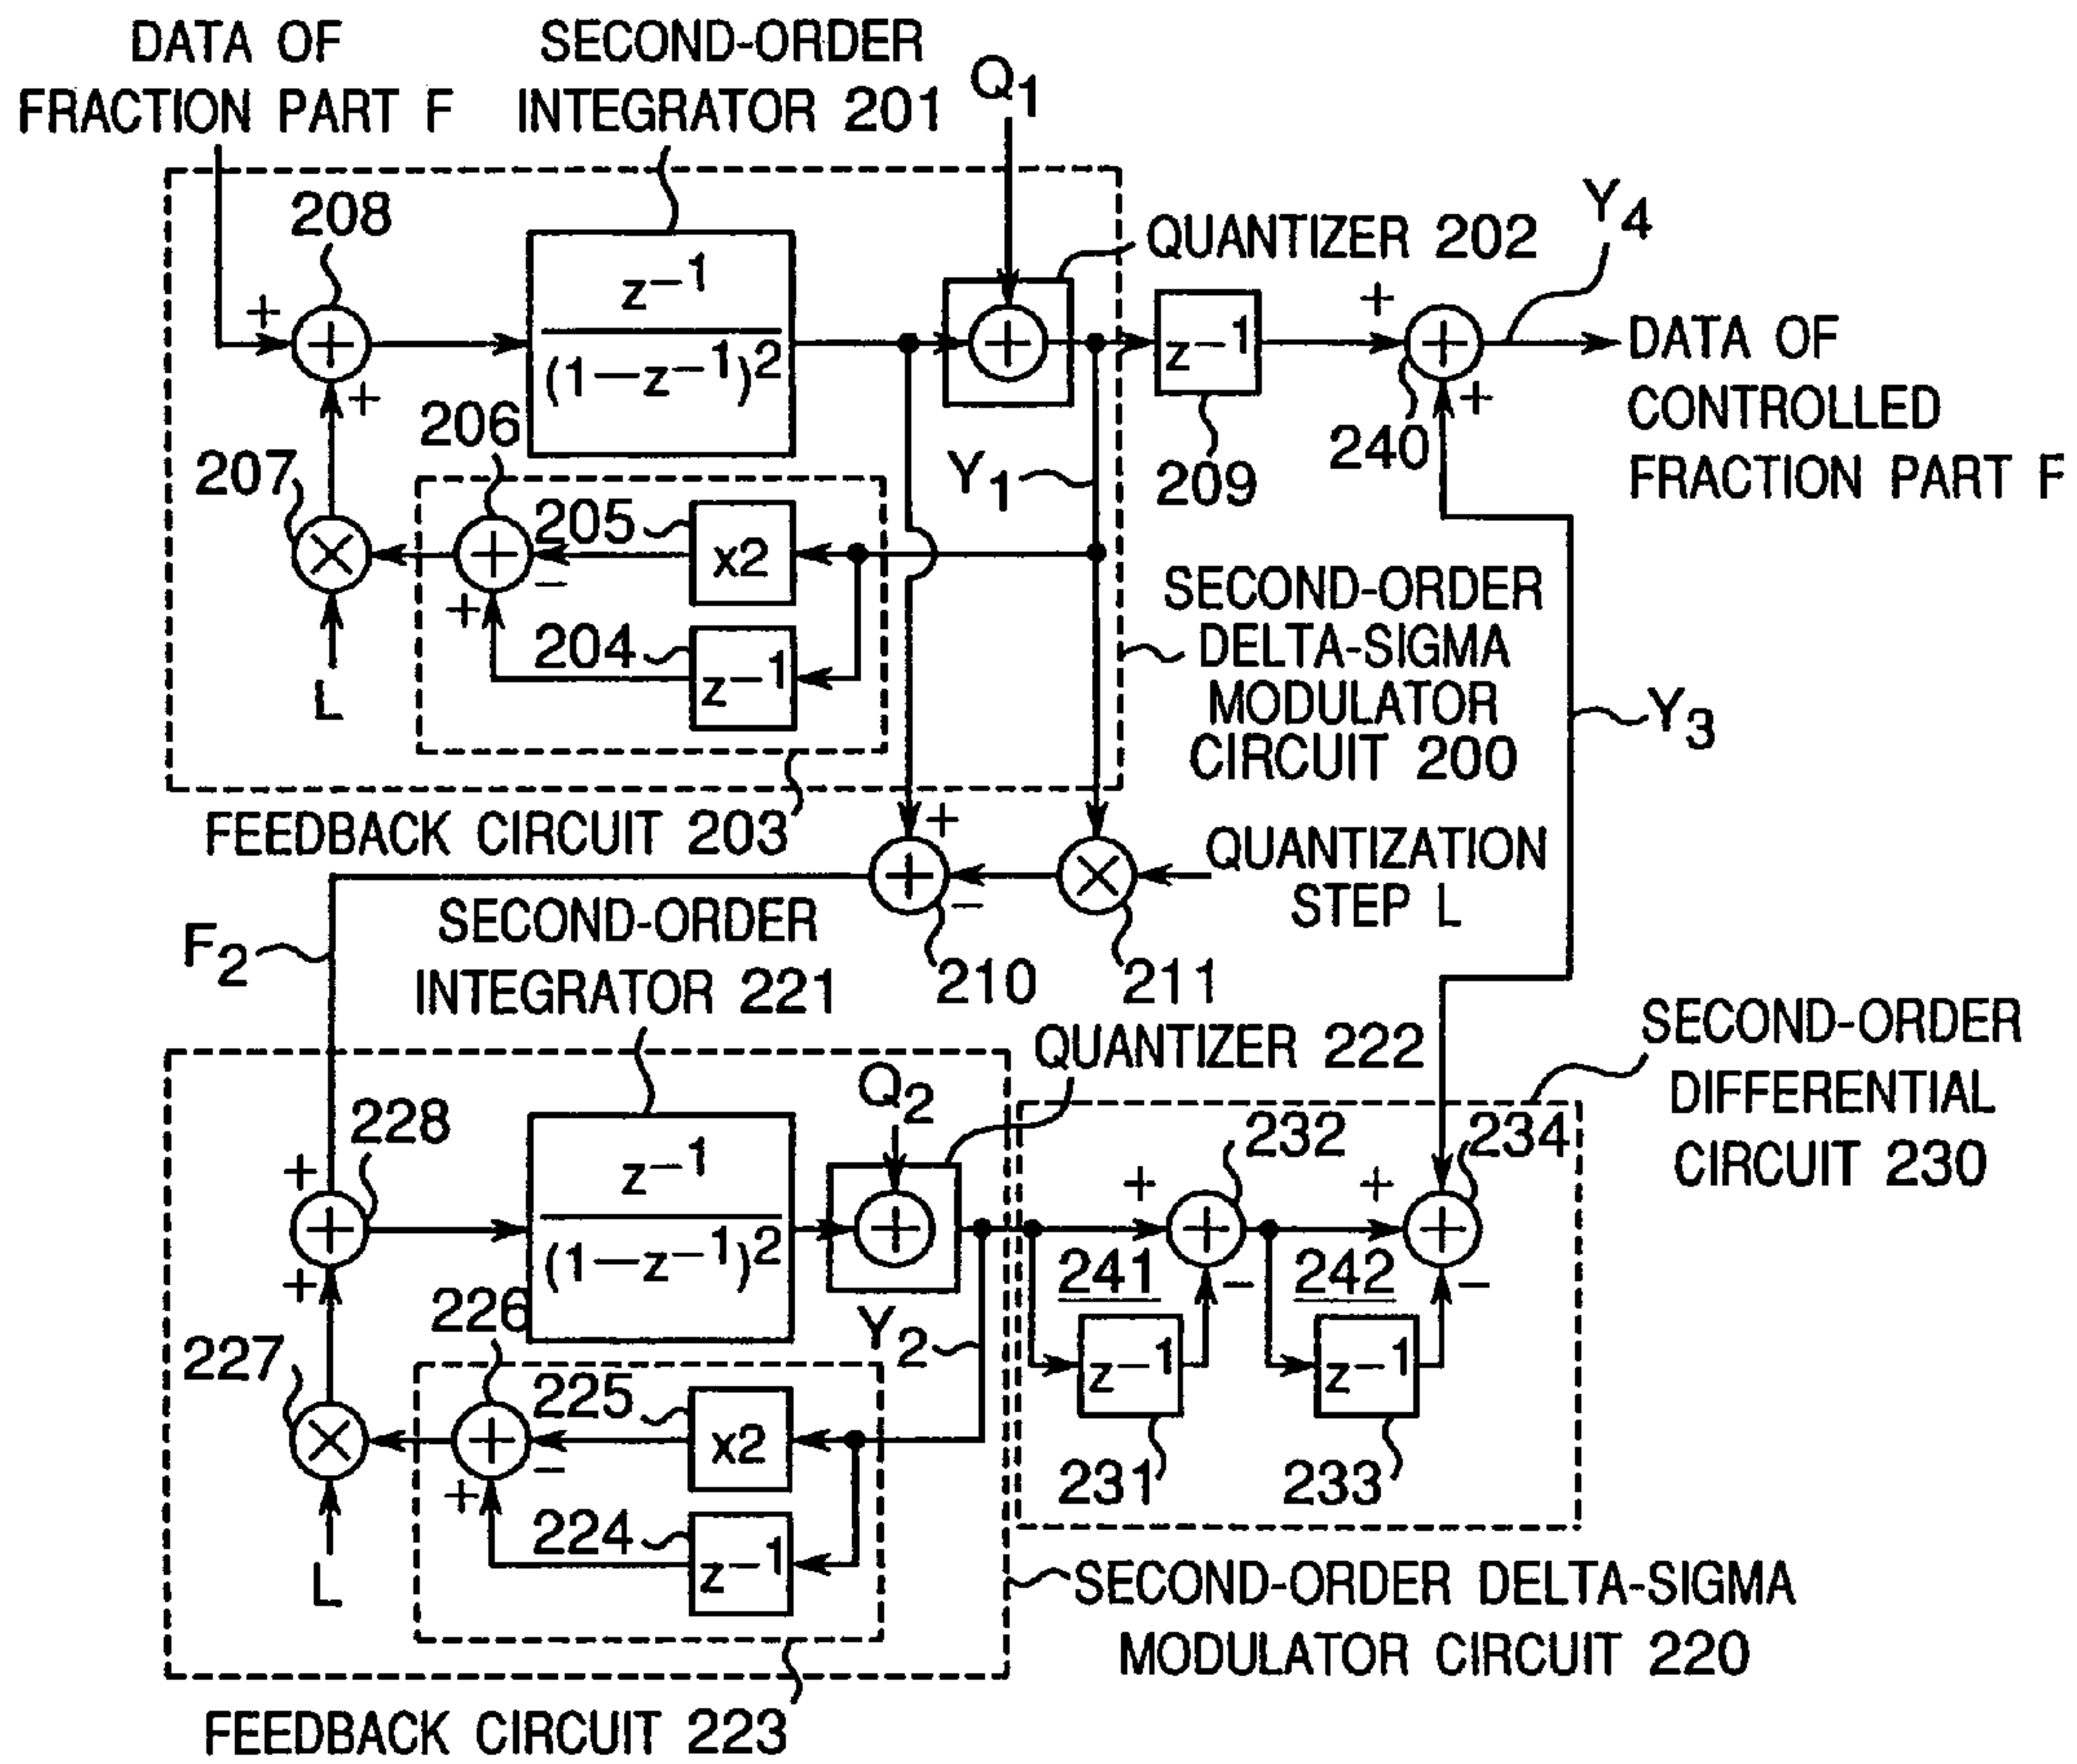 DATA OF
FRACTION PART F
SECOND-ORDER
INTEGRATOR 201
Q1
208
z−1
(1−z−1)2
QUANTIZER 202
Y4
+
+
+
z−1
+
+
+
240
DATA OF
CONTROLLED
FRACTION PART F
206
207
Y1
209
205
x2
−
+
204
z−1
L
SECOND-ORDER
DELTA-SIGMA
MODULATOR
CIRCUIT 200
Y3
FEEDBACK CIRCUIT 203
+
+
−
×
QUANTIZATION
STEP L
210
211
F2
SECOND-ORDER
INTEGRATOR 221
QUANTIZER 222
SECOND-ORDER
DIFFERENTIAL
CIRCUIT 230
Q2
228
z−1
(1−z−1)2
232
234
+
+
+
+
+
+
+
+
241
−
242
−
z−1
z−1
231
233
226
Y2
227
225
x2
−
+
224
z−1
L
SECOND-ORDER DELTA-SIGMA
MODULATOR CIRCUIT 220
FEEDBACK CIRCUIT 223